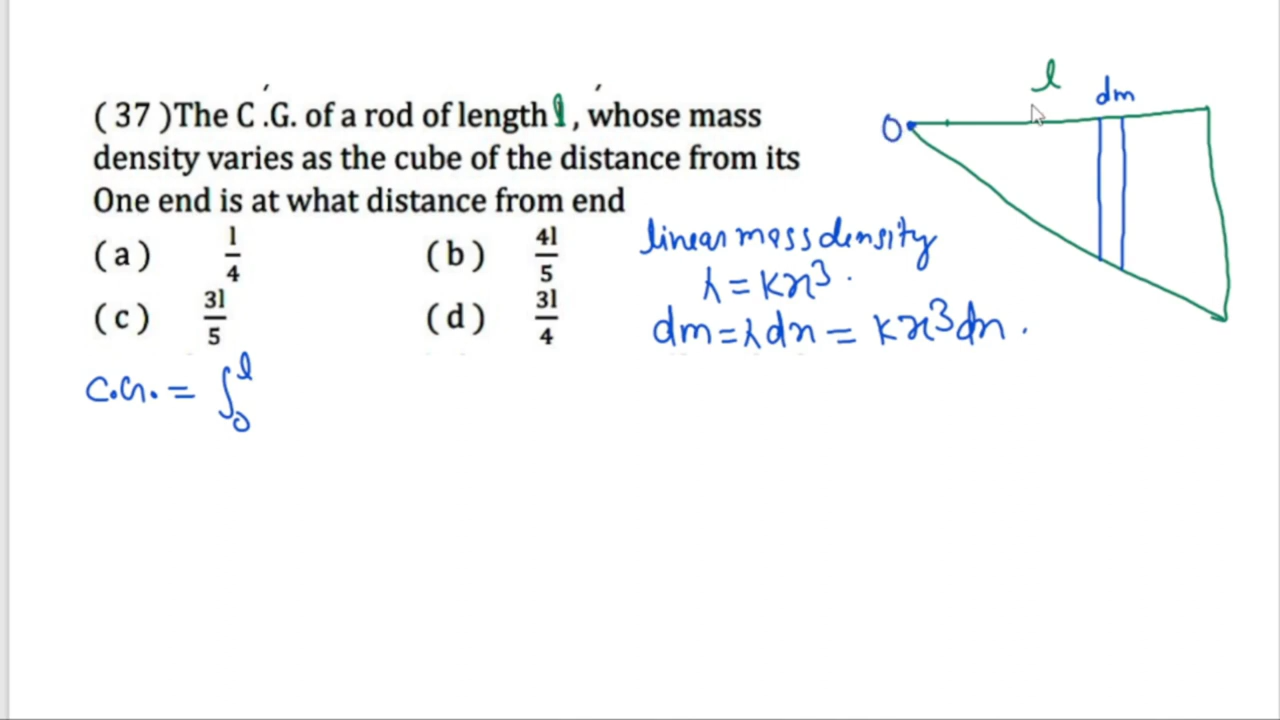 l
dm
O
( 37 )The C .G. of a rod of length l , whose mass
density varies as the cube of the distance from its
One end is at what distance from end
( a ) l/4 ( b ) 4l/5
( c ) 3l/5 ( d ) 3l/4
linear mass density
λ = Kx³ .
dm = λdx = Kx³dx .
C.G. = ∫₀ˡ